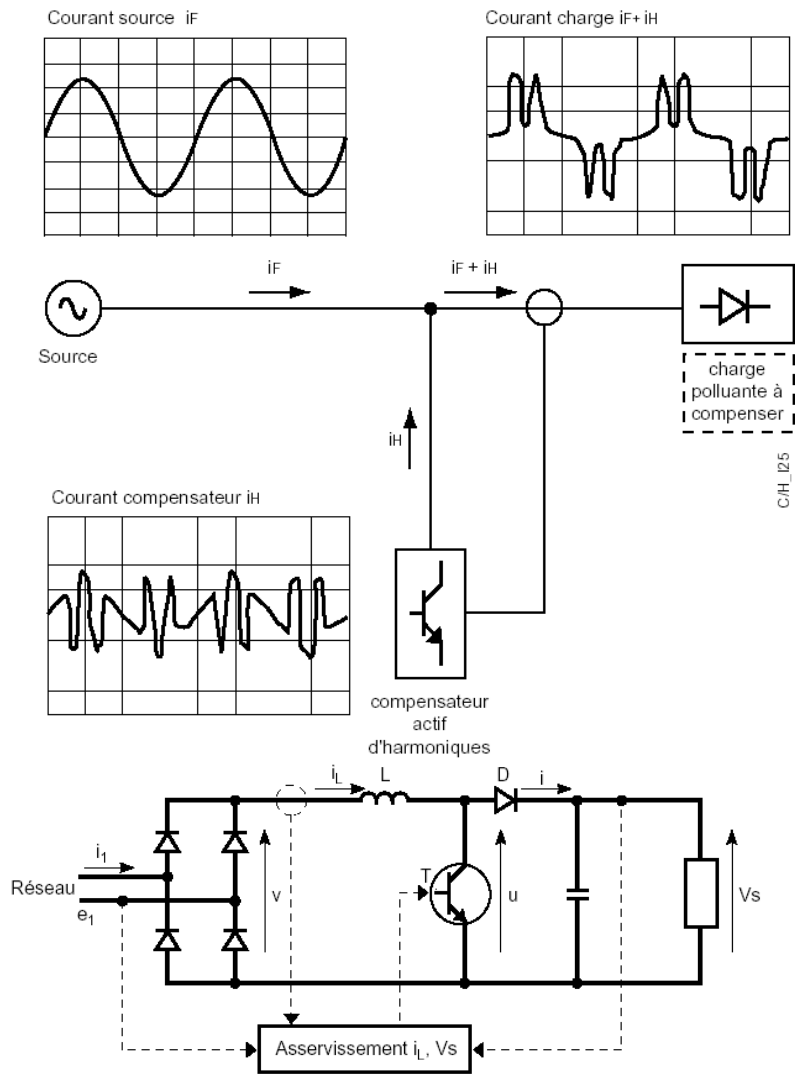 Courant source iF
Courant charge iF+ iH
iF
iF + iH
Source
charge
polluante à
compenser
C/H_I25
iH
Courant compensateur iH
compensateur
actif
d'harmoniques
iL
L
D
i
i1
Réseau
e1
v
T
u
Vs
Asservissement iL, Vs